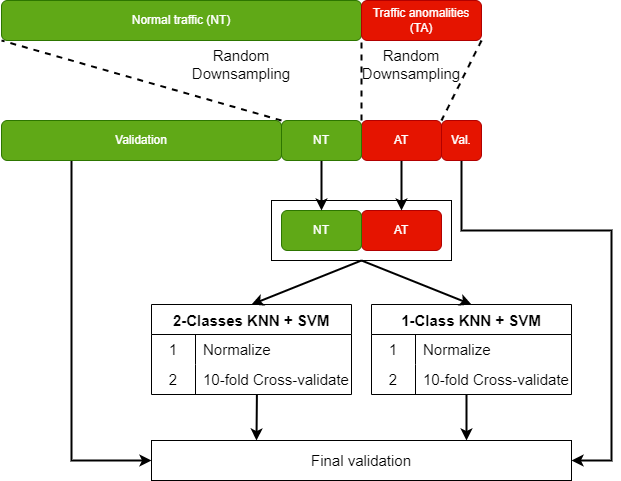 Normal traffic (NT)
Traffic anomalities
(TA)
Random
Downsampling
Random
Downsampling
Validation
NT
AT
Val.
NT
AT
2-Classes KNN + SVM
1 Normalize
2 10-fold Cross-validate
1-Class KNN + SVM
1 Normalize
2 10-fold Cross-validate
Final validation